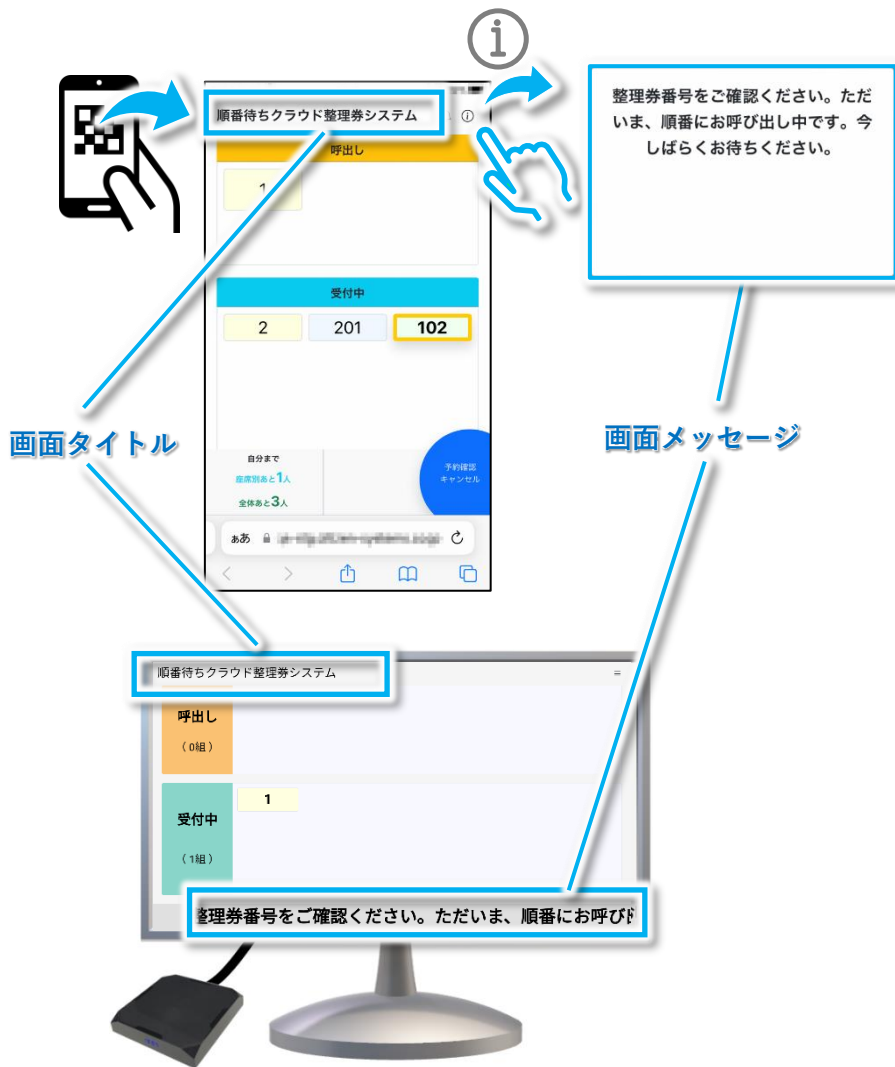 順番待ちクラウド整理券システム
呼出し
1
受付中
2 201 102
自分まで
座席別あと1人
全体あと3人
予約確認
キャンセル
ぁあ
整理券番号をご確認ください。ただ
いま、順番にお呼び出し中です。今
しばらくお待ちください。
画面タイトル
画面メッセージ
順番待ちクラウド整理券システム
呼出し
(0組)
1
受付中
(1組)
整理券番号をご確認ください。ただいま、順番にお呼び